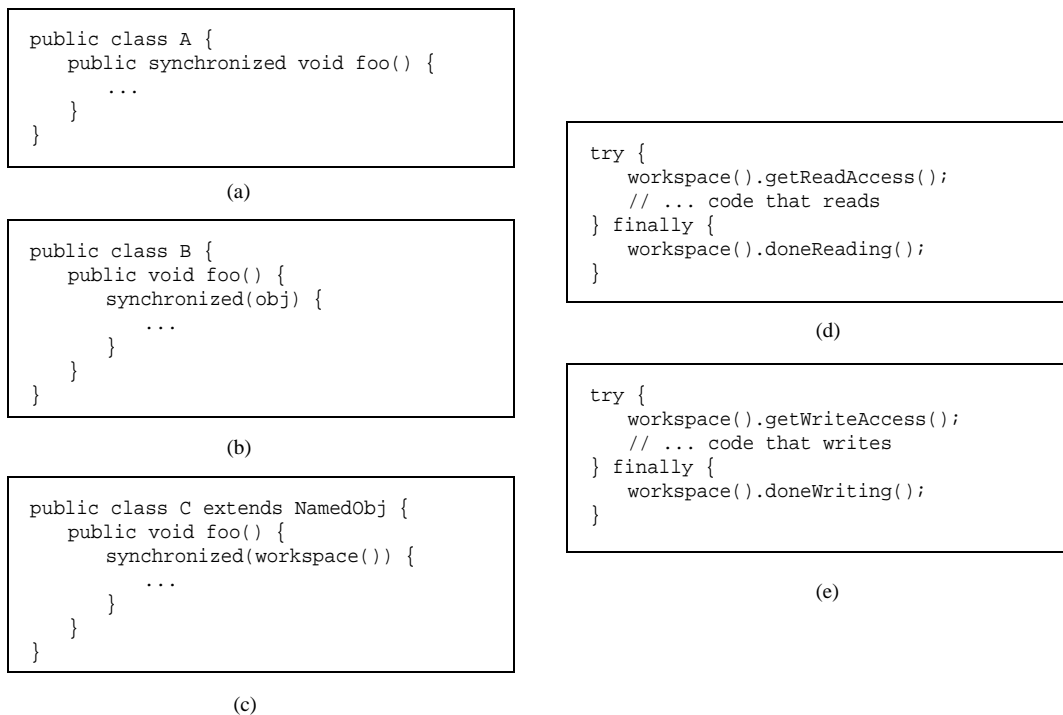 public class A {
public synchronized void foo() {
...
}
}
(a)
public class B {
public void foo() {
synchronized(obj) {
...
}
}
}
(b)
public class C extends NamedObj {
public void foo() {
synchronized(workspace()) {
...
}
}
}
(c)
try {
workspace().getReadAccess();
// ... code that reads
} finally {
workspace().doneReading();
}
(d)
try {
workspace().getWriteAccess();
// ... code that writes
} finally {
workspace().doneWriting();
}
(e)